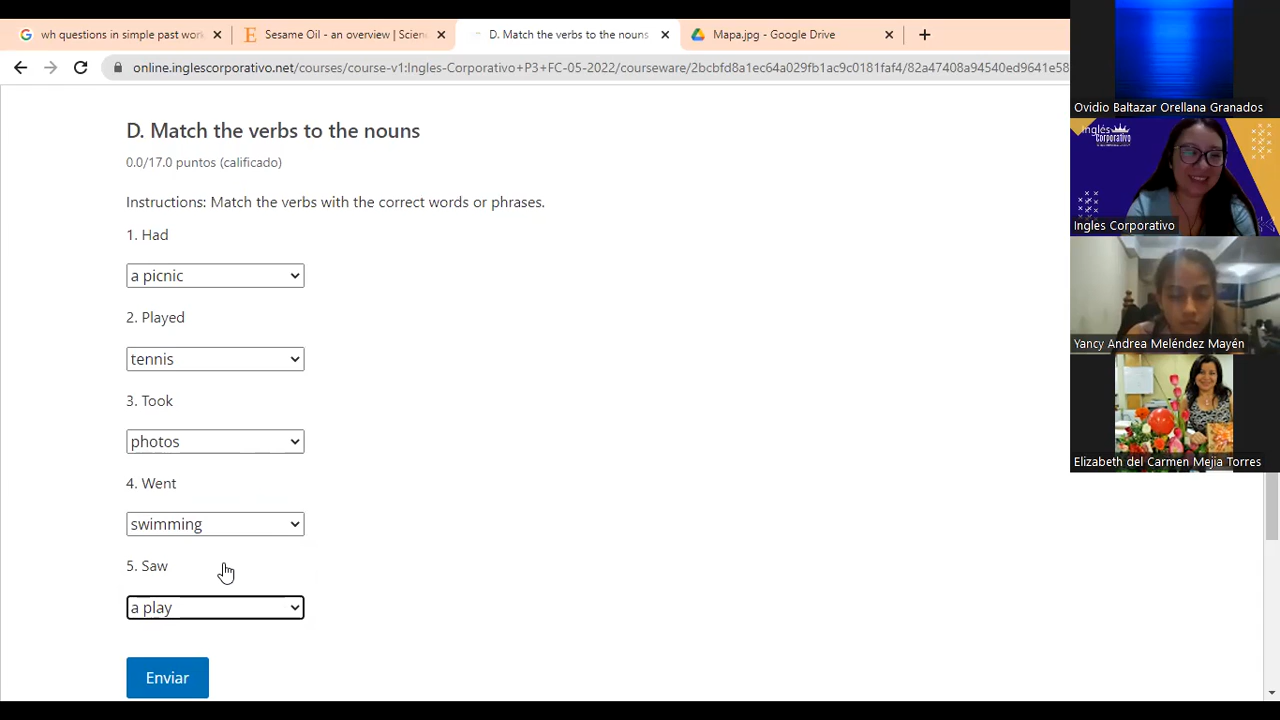 wh questions in simple past wor
Sesame Oil - an overview | Scien
D. Match the verbs to the nouns
Mapa.jpg - Google Drive
online.inglescorporativo.net/courses/course-v1:Ingles-Corporativo+P3+FC-05-2022/courseware/2bcbfd8a1ec64a029fb1ac9c0181faf4/82a47408a94540ed9641e58
D. Match the verbs to the nouns
0.0/17.0 puntos (calificado)
Instructions: Match the verbs with the correct words or phrases.
1. Had
a picnic
2. Played
tennis
3. Took
photos
4. Went
swimming
5. Saw
a play
Enviar
Ovidio Baltazar Orellana Granados
Inglés
Corporativo
Ingles Corporativo
Yancy Andrea Meléndez Mayén
Elizabeth del Carmen Mejia Torres